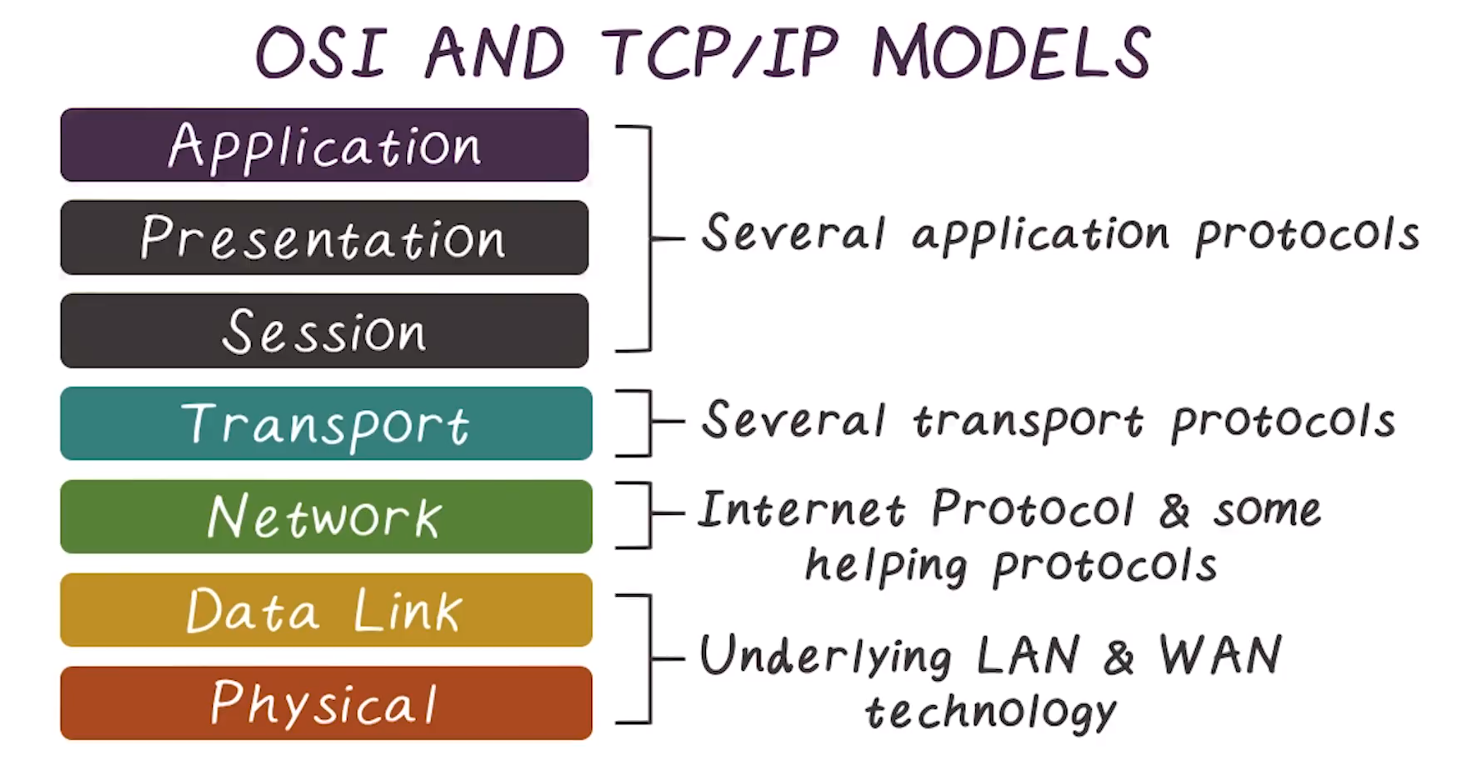 OSI AND TCP/IP MODELS
Application
Presentation
Session
Several application protocols
Transport
Several transport protocols
Network
Internet Protocol & some
helping protocols
Data Link
Physical
Underlying LAN & WAN
technology